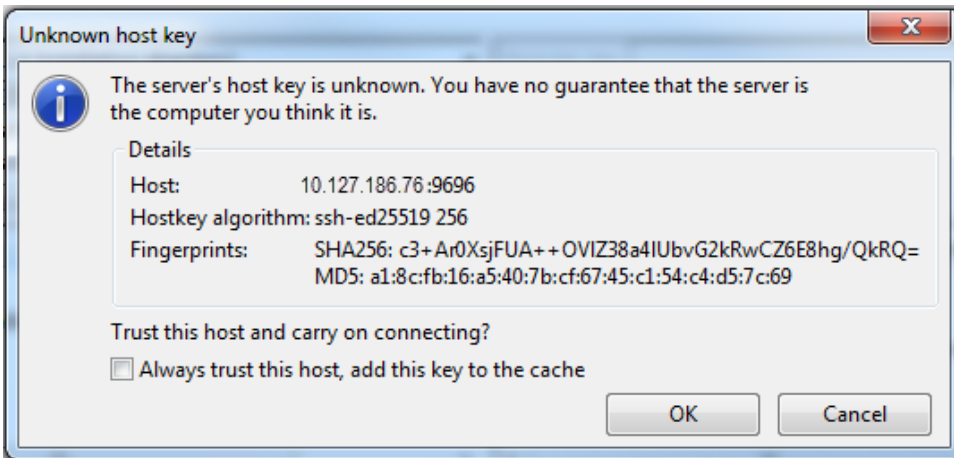 Unknown host key
The server's host key is unknown. You have no guarantee that the server is
the computer you think it is.
Details
Host: 10.127.186.76:9696
Hostkey algorithm: ssh-ed25519 256
Fingerprints: SHA256: c3+Ar0XsjFUA++OVIZ38a4IUbvG2kRwCZ6E8hg/QkRQ=
MD5: a1:8c:fb:16:a5:40:7b:cf:67:45:c1:54:c4:d5:7c:69
Trust this host and carry on connecting?
Always trust this host, add this key to the cache
OK Cancel